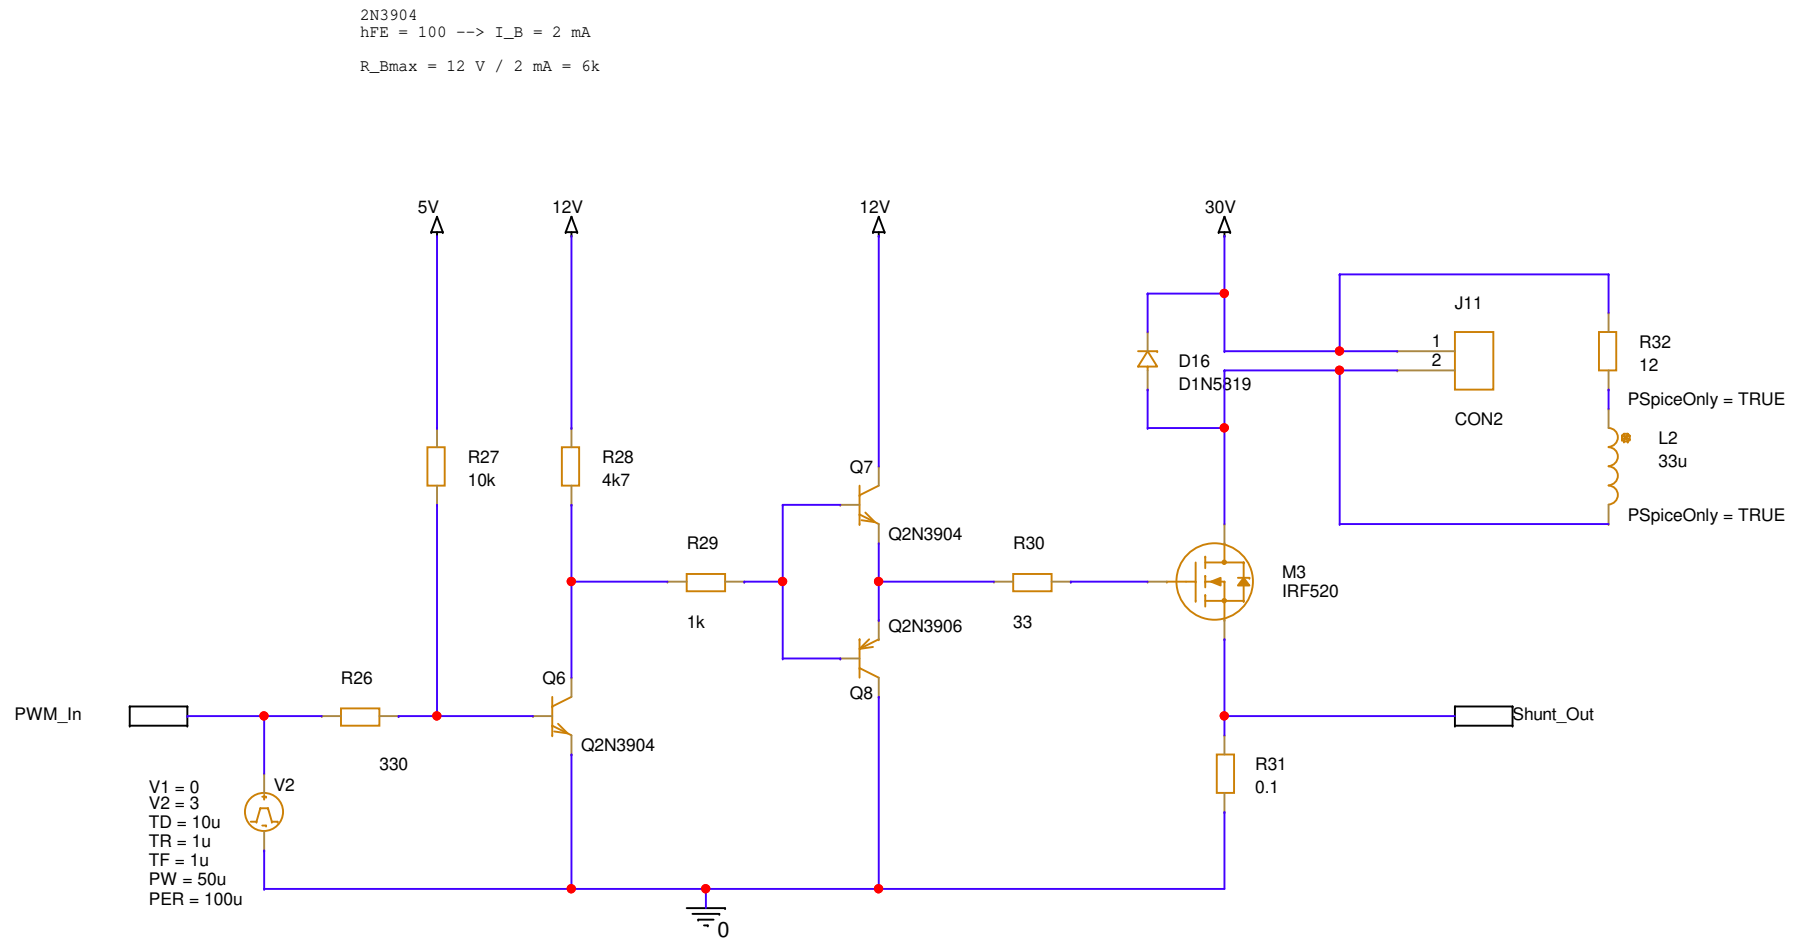 2N3904
hFE = 100 --> I_B = 2 mA
R_Bmax = 12 V / 2 mA = 6k
5V
12V
12V
30V
J11
1
2
CON2
R32
12
PSpiceOnly = TRUE
L2
33u
PSpiceOnly = TRUE
D16
D1N5819
R27
10k
R28
4k7
Q7
Q2N3904
R29
1k
R30
33
M3
IRF520
Q2N3906
Q8
R26
330
Q6
Q2N3904
PWM_In
Shunt_Out
R31
0.1
V2
V1 = 0
V2 = 3
TD = 10u
TR = 1u
TF = 1u
PW = 50u
PER = 100u
0